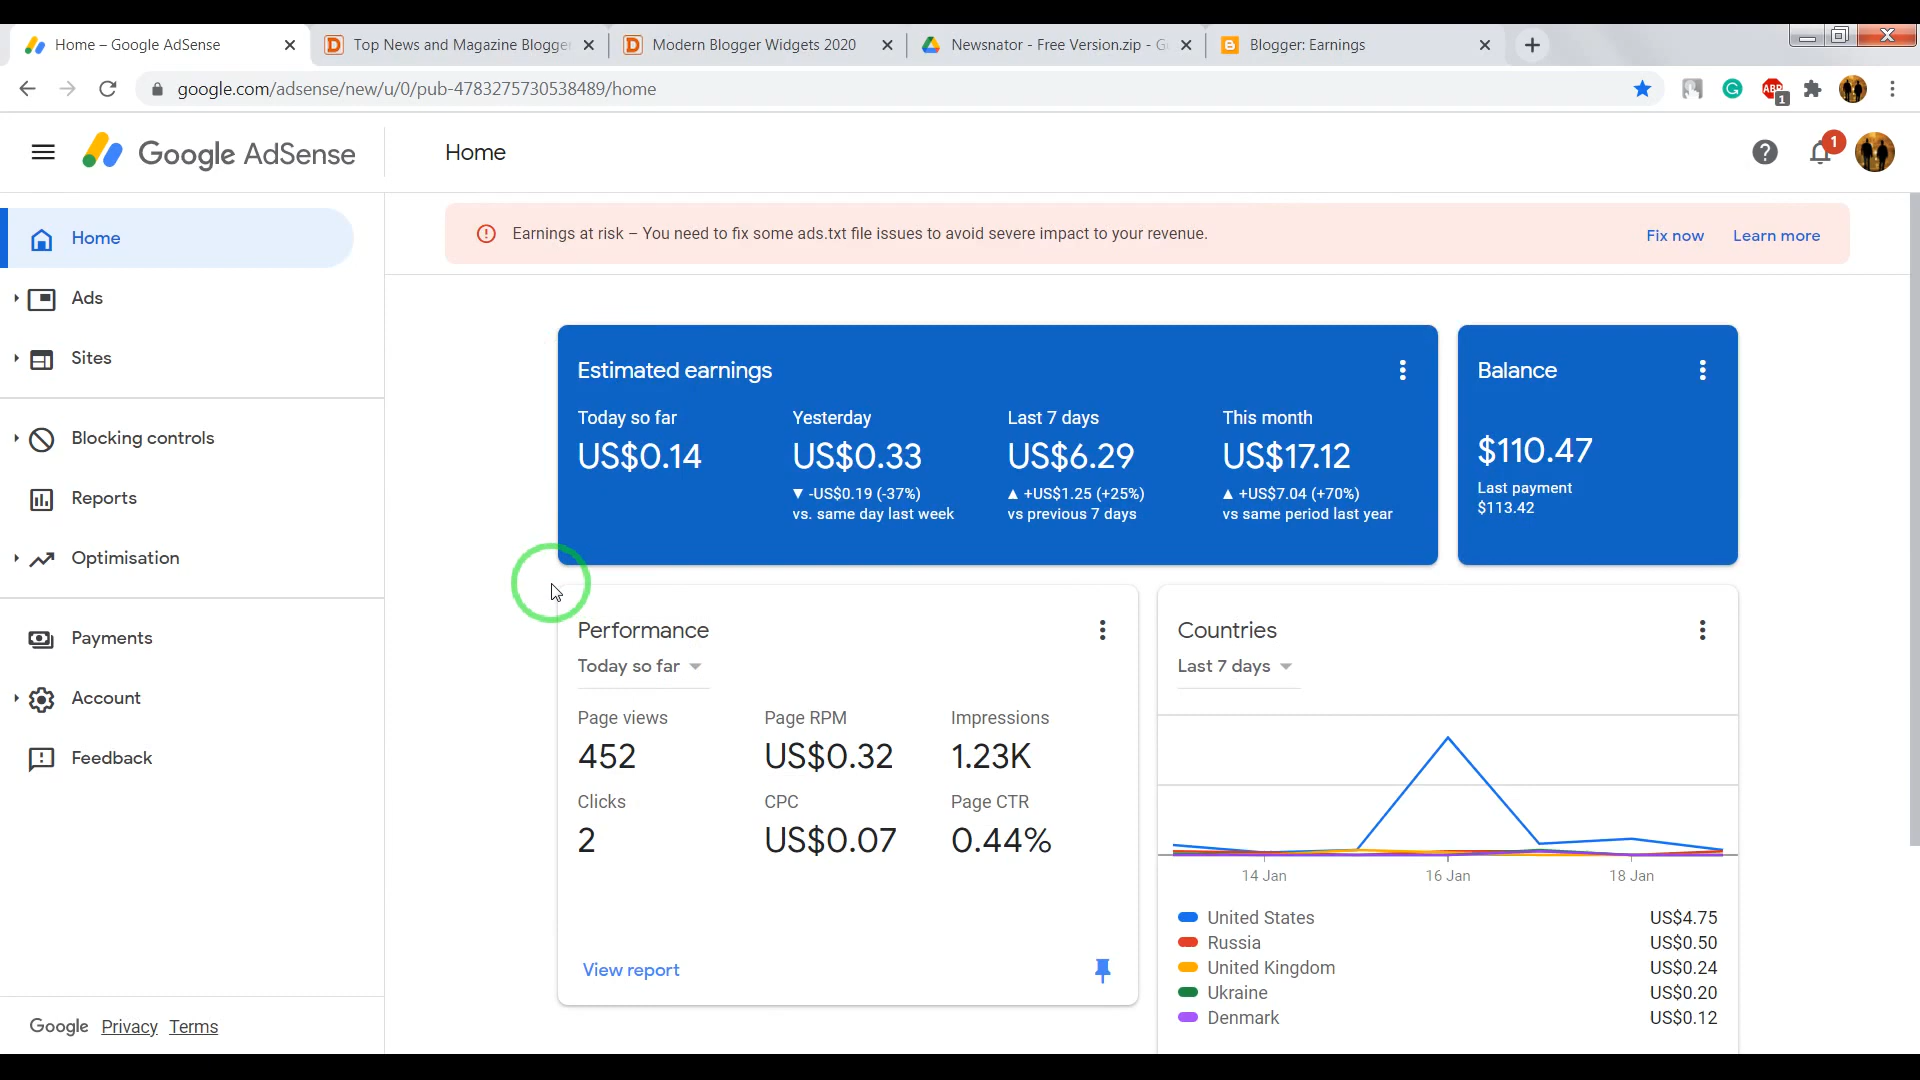 Home – Google AdSense
Top News and Magazine Blogger
Modern Blogger Widgets 2020
Newsnator - Free Version.zip - G
Blogger: Earnings
google.com/adsense/new/u/0/pub-4783275730538489/home
ABP
1
Google AdSense
Home
1
Home
Ads
Sites
Blocking controls
Reports
Optimisation
Payments
Account
Feedback
Google Privacy Terms
Earnings at risk – You need to fix some ads.txt file issues to avoid severe impact to your revenue.
Fix now
Learn more
Estimated earnings
Today so far
US$0.14
Yesterday
US$0.33
▼ -US$0.19 (-37%)
vs. same day last week
Last 7 days
US$6.29
▲ +US$1.25 (+25%)
vs previous 7 days
This month
US$17.12
▲ +US$7.04 (+70%)
vs same period last year
Balance
$110.47
Last payment
$113.42
Performance
Today so far
Page views
452
Page RPM
US$0.32
Impressions
1.23K
Clicks
2
CPC
US$0.07
Page CTR
0.44%
View report
Countries
Last 7 days
14 Jan
16 Jan
18 Jan
United States US$4.75
Russia US$0.50
United Kingdom US$0.24
Ukraine US$0.20
Denmark US$0.12